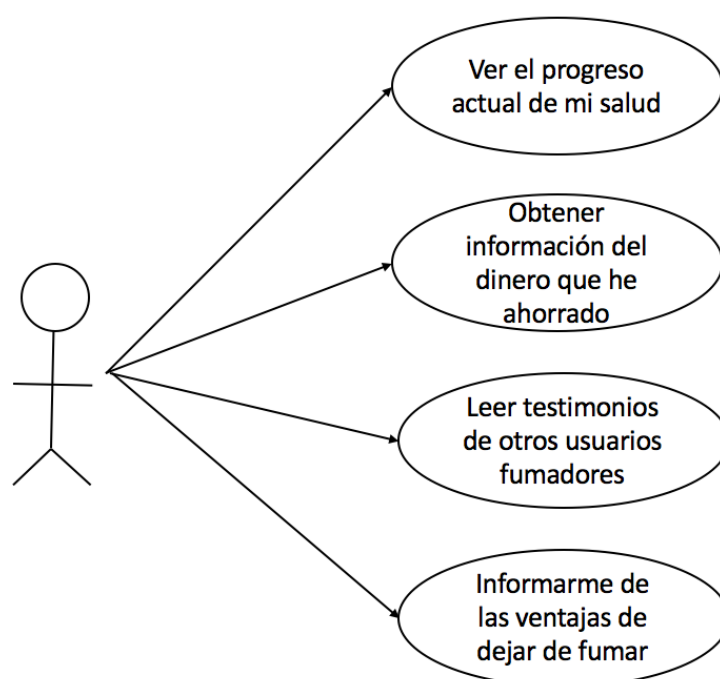 Ver el progreso
actual de mi salud
Obtener
información del
dinero que he
ahorrado
Leer testimonios
de otros usuarios
fumadores
Informarme de
las ventajas de
dejar de fumar